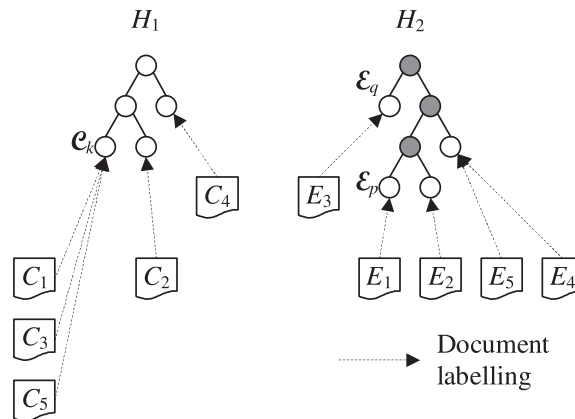 H₁ H₂
ℰq
𝒞k
C₄ E₃ ℰp
C₁ C₂ E₁ E₂ E₅ E₄
C₃
Document
labelling
C₅